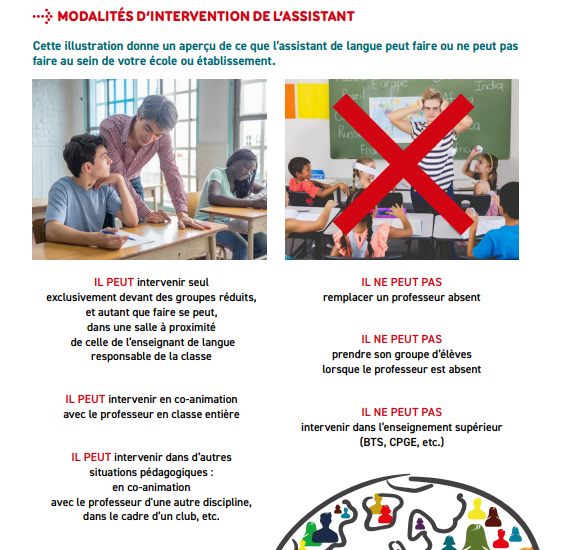 MODALITÉS D'INTERVENTION DE L'ASSISTANT
Cette illustration donne un aperçu de ce que l'assistant de langue peut faire ou ne peut pas
faire au sein de votre école ou établissement.
Europe
India
Russ
Fra
IL PEUT intervenir seul
exclusivement devant des groupes réduits,
et autant que faire se peut,
dans une salle à proximité
de celle de l'enseignant de langue
responsable de la classe
IL PEUT intervenir en co-animation
avec le professeur en classe entière
IL PEUT intervenir dans d'autres
situations pédagogiques :
en co-animation
avec le professeur d'une autre discipline,
dans le cadre d'un club, etc.
IL NE PEUT PAS
remplacer un professeur absent
IL NE PEUT PAS
prendre son groupe d'élèves
lorsque le professeur est absent
IL NE PEUT PAS
intervenir dans l'enseignement supérieur
(BTS, CPGE, etc.)